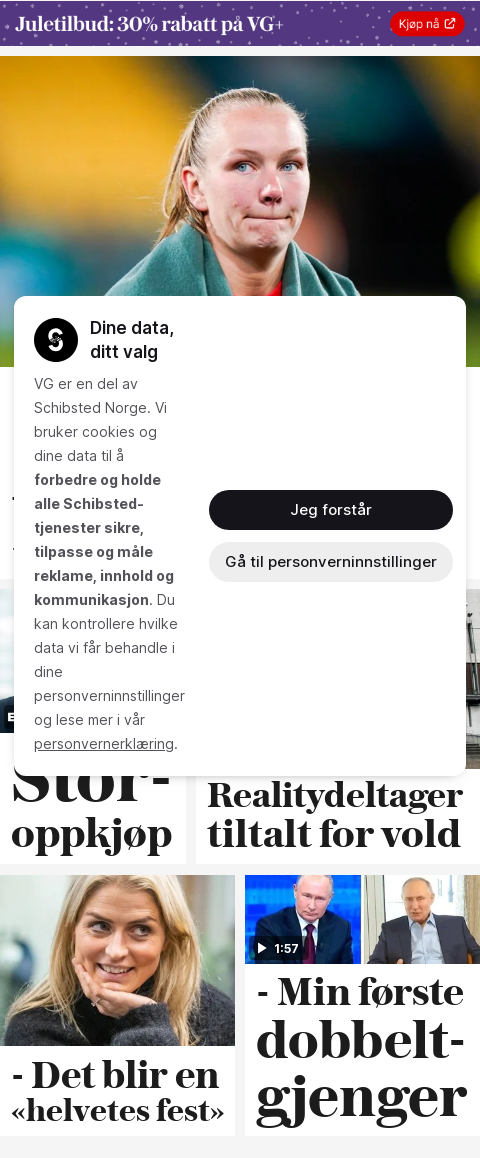 Juletilbud: 30% rabatt på VG+
Kjøp nå
Dine data,
ditt valg
VG er en del av
Schibsted Norge. Vi
bruker cookies og
dine data til å
forbedre og holde
alle Schibsted-
tjenester sikre,
tilpasse og måle
reklame, innhold og
kommunikasjon. Du
kan kontrollere hvilke
data vi får behandle i
dine
personverninnstillinger
og lese mer i vår
personvernerklæring.
Jeg forstår
Gå til personverninnstillinger
Stor-
oppkjøp
Realitydeltager
tiltalt for vold
1:57
- Det blir en
«helvetes fest»
- Min første
dobbelt-
gjenger